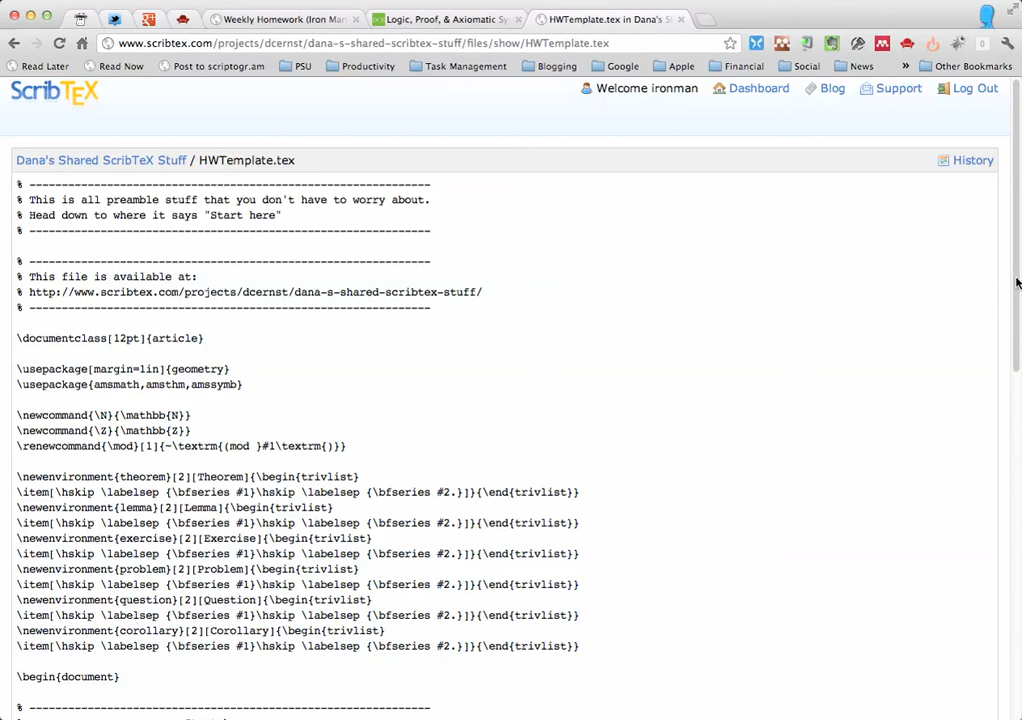 Weekly Homework (Iron Man
Logic, Proof, & Axiomatic Sy
HWTemplate.tex in Dana's S
www.scribtex.com/projects/dcernst/dana-s-shared-scribtex-stuff/files/show/HWTemplate.tex
Read Later Read Now Post to scriptogr.am PSU Productivity Task Management Blogging Google Apple Financial Social News » Other Bookmarks
ScribTEX
Welcome ironman Dashboard Blog Support Log Out
Dana's Shared ScribTeX Stuff / HWTemplate.tex History
% --------------------------------------------------------------
% This is all preamble stuff that you don't have to worry about.
% Head down to where it says "Start here"
% --------------------------------------------------------------
% --------------------------------------------------------------
% This file is available at:
% http://www.scribtex.com/projects/dcernst/dana-s-shared-scribtex-stuff/
% --------------------------------------------------------------
\documentclass[12pt]{article}
\usepackage[margin=1in]{geometry}
\usepackage{amsmath,amsthm,amssymb}
\newcommand{\N}{\mathbb{N}}
\newcommand{\Z}{\mathbb{Z}}
\renewcommand{\mod}[1]{~\textrm{(mod }#1\textrm{)}}
\newenvironment{theorem}[2][Theorem]{\begin{trivlist}
\item[\hskip \labelsep {\bfseries #1}\hskip \labelsep {\bfseries #2.}]}{\end{trivlist}}
\newenvironment{lemma}[2][Lemma]{\begin{trivlist}
\item[\hskip \labelsep {\bfseries #1}\hskip \labelsep {\bfseries #2.}]}{\end{trivlist}}
\newenvironment{exercise}[2][Exercise]{\begin{trivlist}
\item[\hskip \labelsep {\bfseries #1}\hskip \labelsep {\bfseries #2.}]}{\end{trivlist}}
\newenvironment{problem}[2][Problem]{\begin{trivlist}
\item[\hskip \labelsep {\bfseries #1}\hskip \labelsep {\bfseries #2.}]}{\end{trivlist}}
\newenvironment{question}[2][Question]{\begin{trivlist}
\item[\hskip \labelsep {\bfseries #1}\hskip \labelsep {\bfseries #2.}]}{\end{trivlist}}
\newenvironment{corollary}[2][Corollary]{\begin{trivlist}
\item[\hskip \labelsep {\bfseries #1}\hskip \labelsep {\bfseries #2.}]}{\end{trivlist}}
\begin{document}
% --------------------------------------------------------------